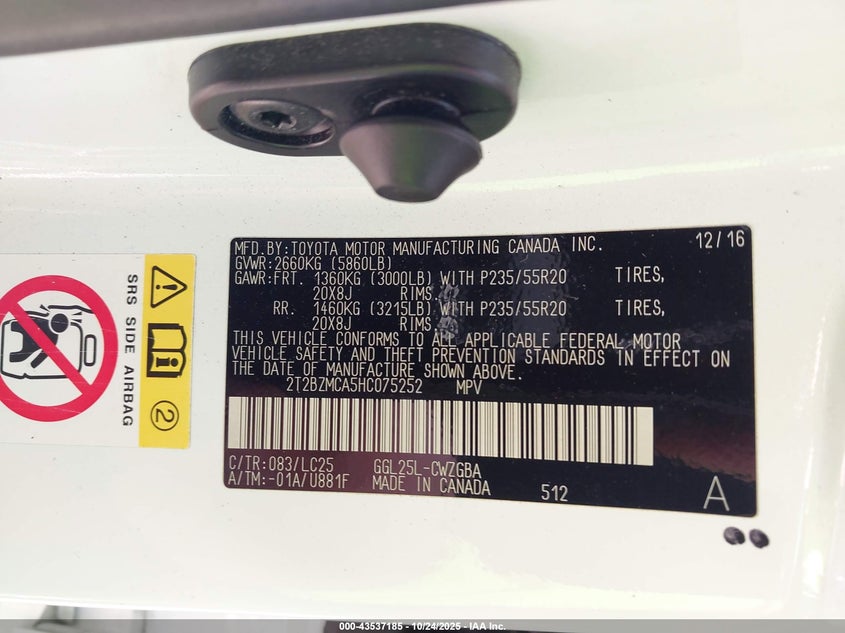 MFD.BY:TOYOTA MOTOR MANUFACTURING CANADA INC. 12/16
GVWR:2660KG (5860LB)
GAWR:FRT. 1360KG (3000LB) WITH P235/55R20 TIRES,
20X8J RIMS,
RR. 1460KG (3215LB) WITH P235/55R20 TIRES,
20X8J RIMS,
THIS VEHICLE CONFORMS TO ALL APPLICABLE FEDERAL MOTOR
VEHICLE SAFETY AND THEFT PREVENTION STANDARDS IN EFFECT ON
THE DATE OF MANUFACTURE SHOWN ABOVE.
2T2BZMCA5HC075252 MPV
C/TR:083/LC25 GGL25L-CWZGBA
A/TM:-01A/U881F MADE IN CANADA 512 A
SRS SIDE AIRBAG
2
000-43537185 - 10/24/2025 - IAA Inc.